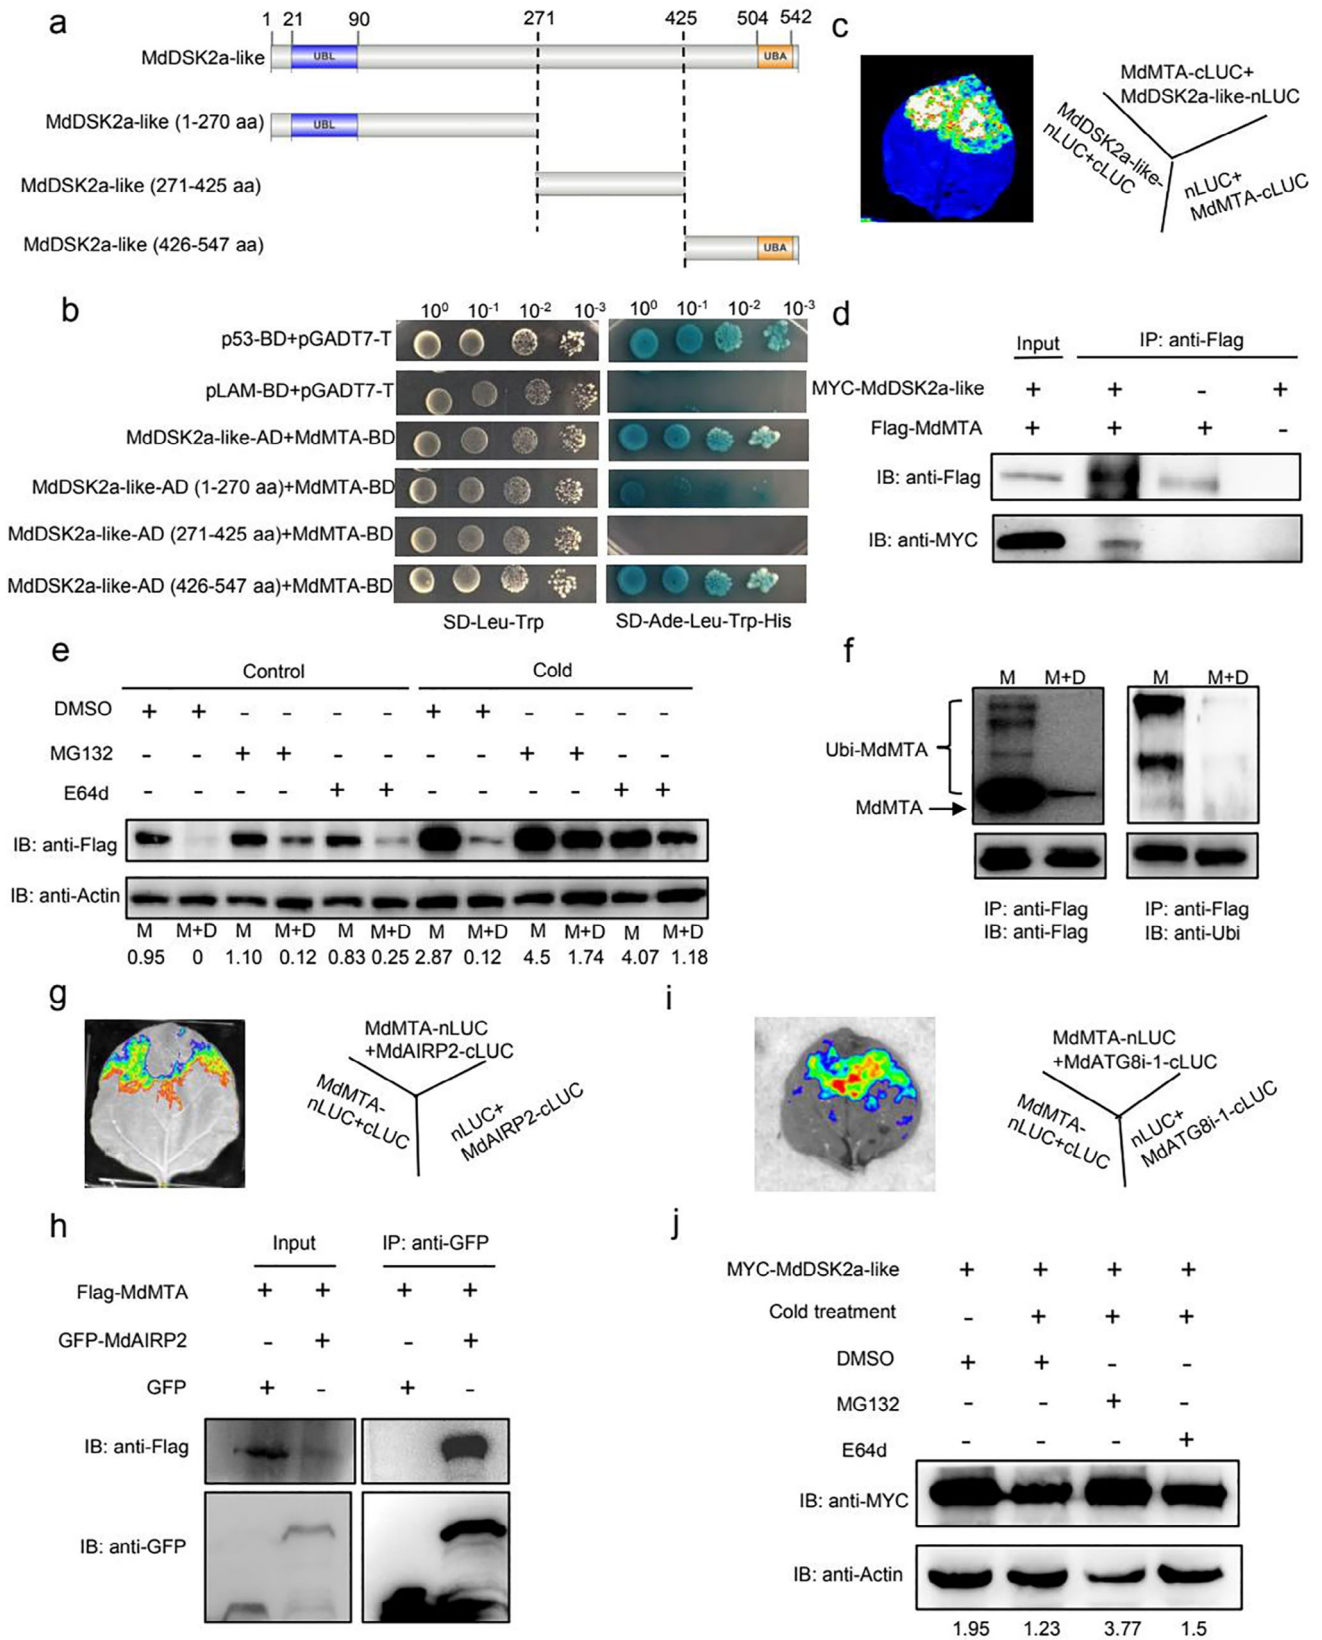 a
1 21 90 271 425 504 542
MdDSK2a-like
UBL
UBA
MdDSK2a-like (1-270 aa)
UBL
MdDSK2a-like (271-425 aa)
MdDSK2a-like (426-547 aa)
UBA
b
10⁰ 10⁻¹ 10⁻² 10⁻³ 10⁰ 10⁻¹ 10⁻² 10⁻³
p53-BD+pGADT7-T
pLAM-BD+pGADT7-T
MdDSK2a-like-AD+MdMTA-BD
MdDSK2a-like-AD (1-270 aa)+MdMTA-BD
MdDSK2a-like-AD (271-425 aa)+MdMTA-BD
MdDSK2a-like-AD (426-547 aa)+MdMTA-BD
SD-Leu-Trp SD-Ade-Leu-Trp-His
c
MdMTA-cLUC+
MdDSK2a-like-nLUC
MdDSK2a-like-
nLUC+cLUC
nLUC+
MdMTA-cLUC
d
Input IP: anti-Flag
MYC-MdDSK2a-like + + - +
Flag-MdMTA + + + -
IB: anti-Flag
IB: anti-MYC
e
Control Cold
DMSO + + - - - - + + - - - -
MG132 - - + + - - - - + + - -
E64d - - - - + + - - - - + +
IB: anti-Flag
IB: anti-Actin
M M+D M M+D M M+D M M+D M M+D M M+D
0.95 0 1.10 0.12 0.83 0.25 2.87 0.12 4.5 1.74 4.07 1.18
f
M M+D M M+D
Ubi-MdMTA
MdMTA
IP: anti-Flag IP: anti-Flag
IB: anti-Flag IB: anti-Ubi
g
MdMTA-nLUC
+MdAIRP2-cLUC
MdMTA-
nLUC+cLUC
nLUC+
MdAIRP2-cLUC
i
MdMTA-nLUC
+MdATG8i-1-cLUC
MdMTA-
nLUC+cLUC
nLUC+
MdATG8i-1-cLUC
h
Input IP: anti-GFP
Flag-MdMTA + + + +
GFP-MdAIRP2 - + - +
GFP + - + -
IB: anti-Flag
IB: anti-GFP
j
MYC-MdDSK2a-like + + + +
Cold treatment - + + +
DMSO + + - -
MG132 - - + -
E64d - - - +
IB: anti-MYC
IB: anti-Actin
1.95 1.23 3.77 1.5